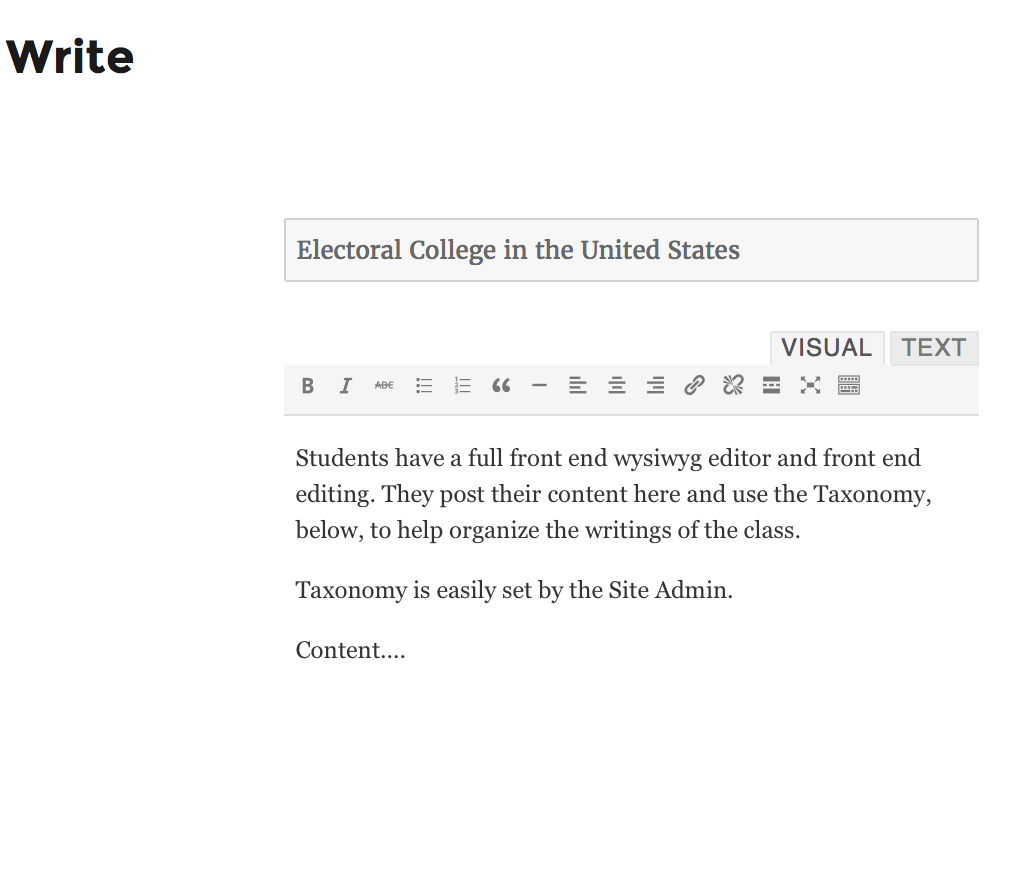 Write
Electoral College in the United States
VISUAL TEXT
B I ABC
Students have a full front end wysiwyg editor and front end
editing. They post their content here and use the Taxonomy,
below, to help organize the writings of the class.
Taxonomy is easily set by the Site Admin.
Content....